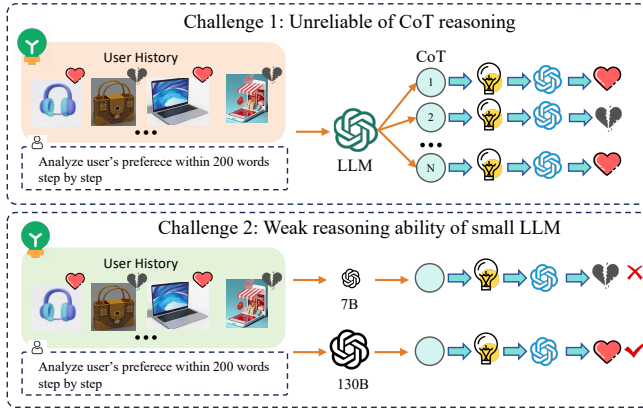 Challenge 1: Unreliable of CoT reasoning
User History
CoT
1
2
N
LLM
Analyze user's preferece within 200 words
step by step
Challenge 2: Weak reasoning ability of small LLM
User History
7B
130B
Analyze user's preferece within 200 words
step by step